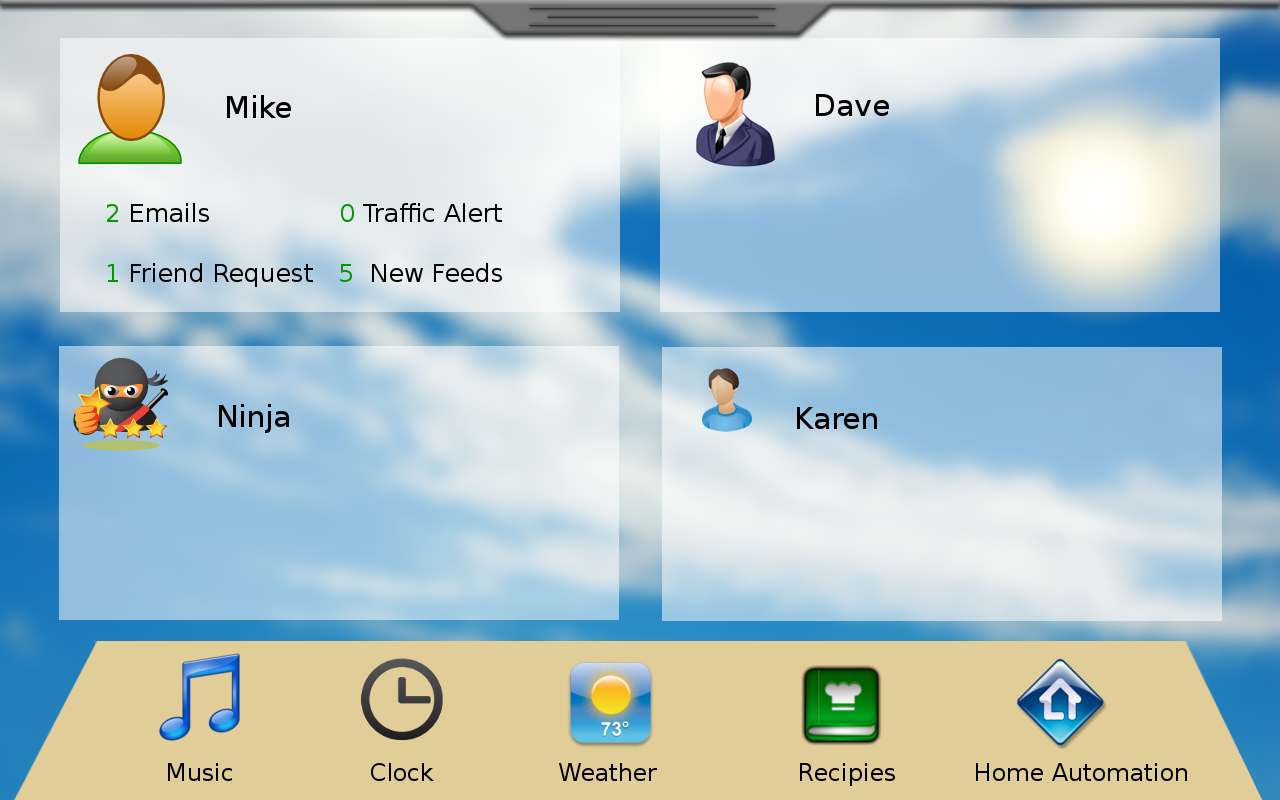 Mike
Dave
2 Emails
0 Traffic Alert
1 Friend Request
5 New Feeds
Ninja
Karen
73°
Music
Clock
Weather
Recipies
Home Automation